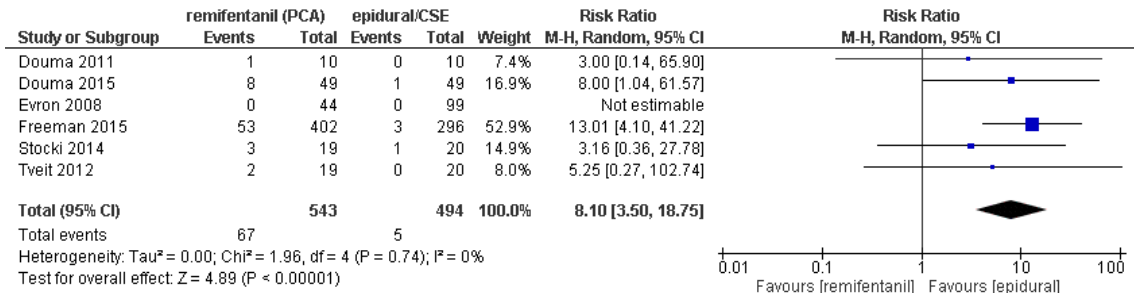 remifentanil (PCA) epidural/CSE Risk Ratio Risk Ratio
Study or Subgroup Events Total Events Total Weight M-H, Random, 95% CI M-H, Random, 95% CI
Douma 2011 1 10 0 10 7.4% 3.00 [0.14, 65.90]
Douma 2015 8 49 1 49 16.9% 8.00 [1.04, 61.57]
Evron 2008 0 44 0 99 Not estimable
Freeman 2015 53 402 3 296 52.9% 13.01 [4.10, 41.22]
Stocki 2014 3 19 1 20 14.9% 3.16 [0.36, 27.78]
Tveit 2012 2 19 0 20 8.0% 5.25 [0.27, 102.74]
Total (95% CI) 543 494 100.0% 8.10 [3.50, 18.75]
Total events 67 5
Heterogeneity: Tau² = 0.00; Chi² = 1.96, df = 4 (P = 0.74); I² = 0%
Test for overall effect: Z = 4.89 (P < 0.00001)
0.01 0.1 1 10 100
Favours [remifentanil] Favours [epidural]